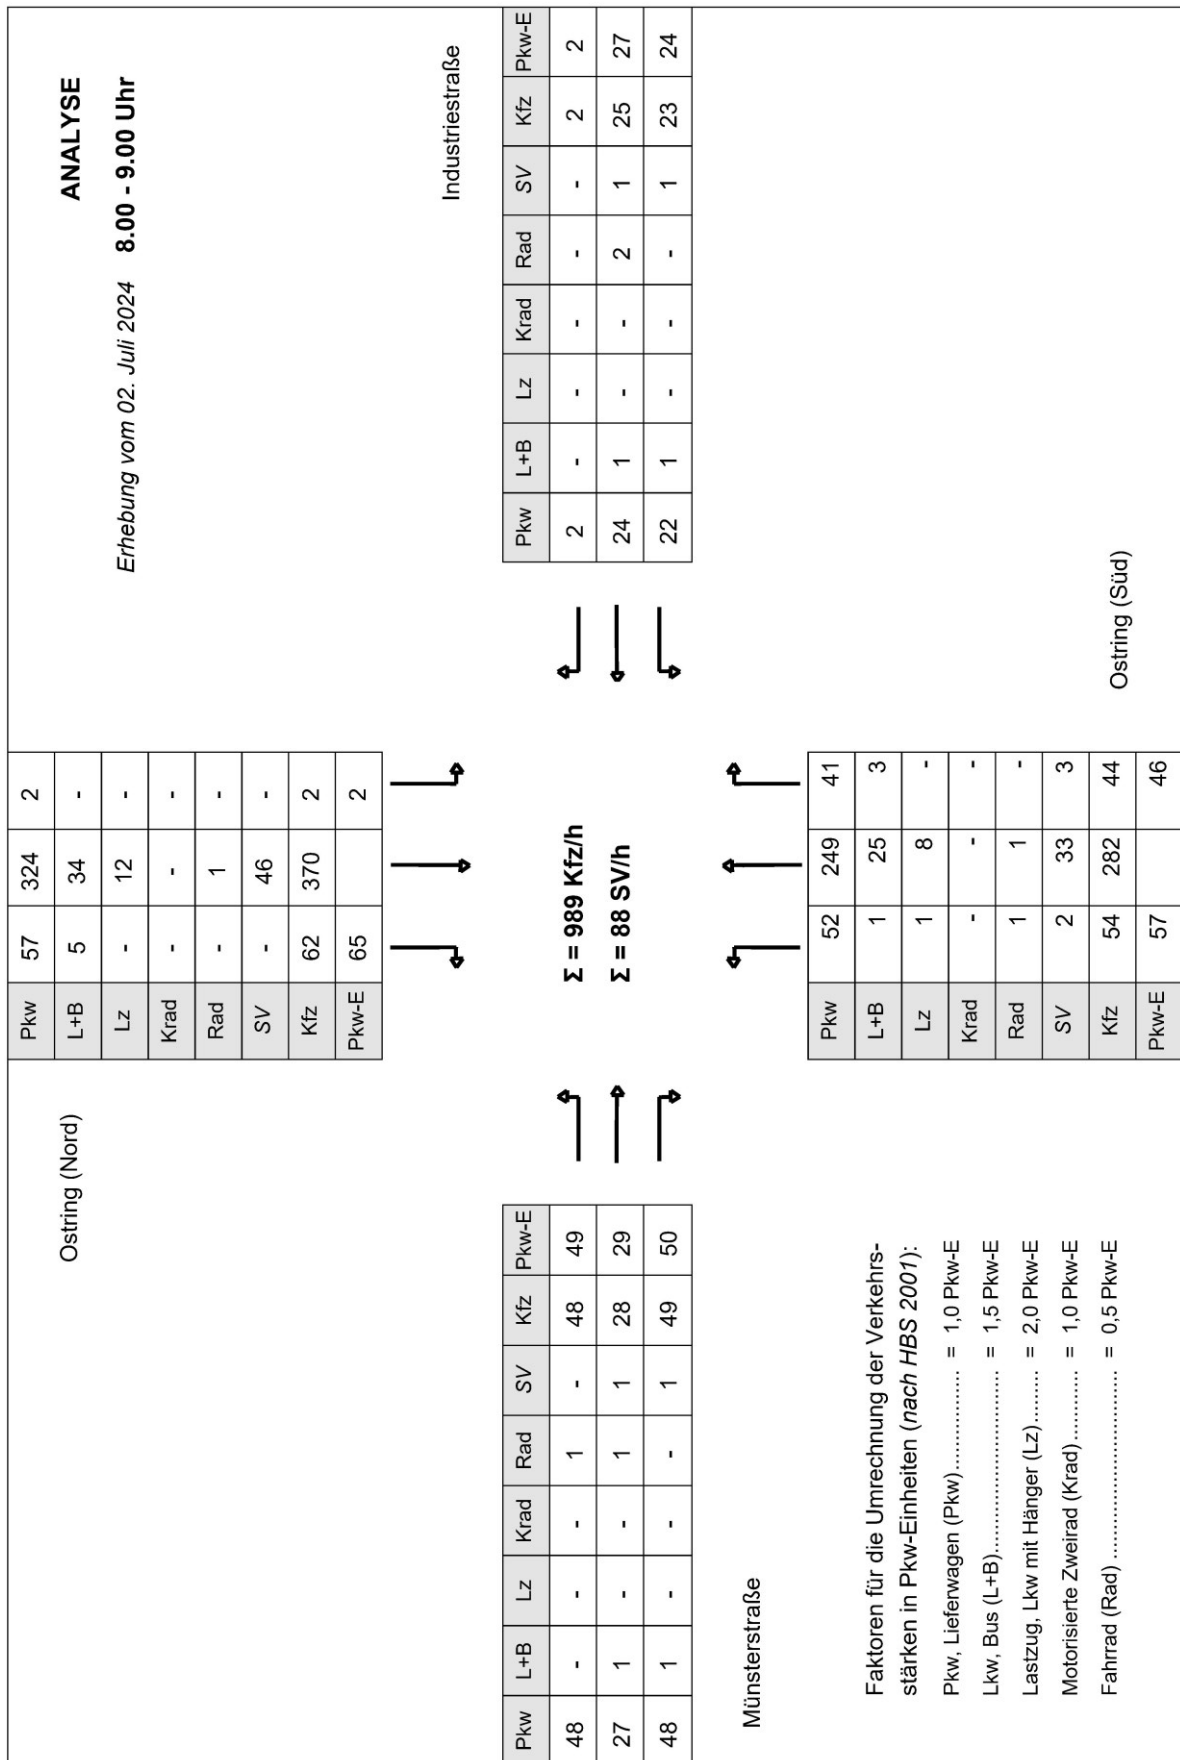 ANALYSE
Erhebung vom 02. Juli 2024 8.00 - 9.00 Uhr
Ostring (Nord)
Pkw 57 324 2
L+B 5 34 -
Lz - 12 -
Krad - - -
Rad - 1 -
SV - 46 -
Kfz 62 370 2
Pkw-E 65 2
Industriestraße
Pkw L+B Lz Krad Rad SV Kfz Pkw-E
2 - - - - - 2 2
24 1 - - 2 1 25 27
22 1 - - - 1 23 24
Σ = 989 Kfz/h
Σ = 88 SV/h
Pkw L+B Lz Krad Rad SV Kfz Pkw-E
48 - - - 1 - 48 49
27 1 - - 1 1 28 29
48 1 - - - 1 49 50
Münsterstraße
Pkw 52 249 41
L+B 1 25 3
Lz 1 8 -
Krad - - -
Rad 1 1 -
SV 2 33 3
Kfz 54 282 44
Pkw-E 57 46
Ostring (Süd)
Faktoren für die Umrechnung der Verkehrs-
stärken in Pkw-Einheiten (nach HBS 2001):
Pkw, Lieferwagen (Pkw)................. = 1,0 Pkw-E
Lkw, Bus (L+B)................................ = 1,5 Pkw-E
Lastzug, Lkw mit Hänger (Lz)......... = 2,0 Pkw-E
Motorisierte Zweirad (Krad)............ = 1,0 Pkw-E
Fahrrad (Rad) ................................. = 0,5 Pkw-E